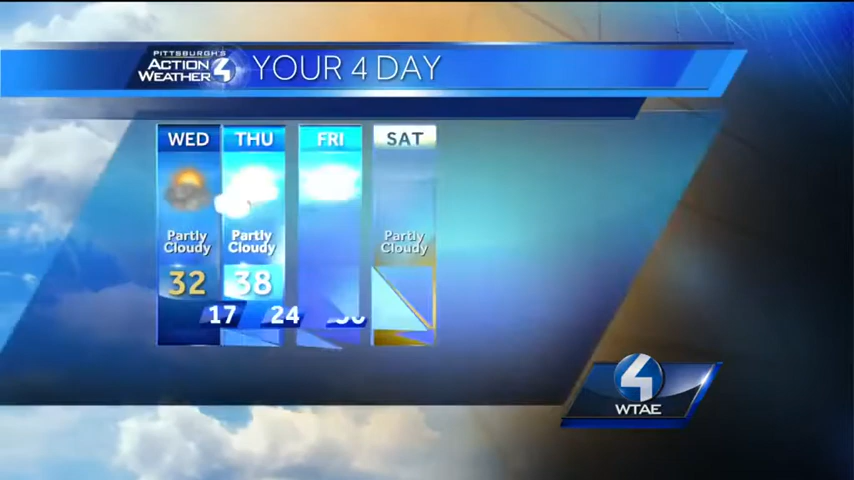 PITTSBURGH'S
ACTION
WEATHER 4
YOUR 4 DAY
WED THU FRI SAT
Partly Cloudy
Partly Cloudy
Partly Cloudy
32 38
17 24
4
WTAE